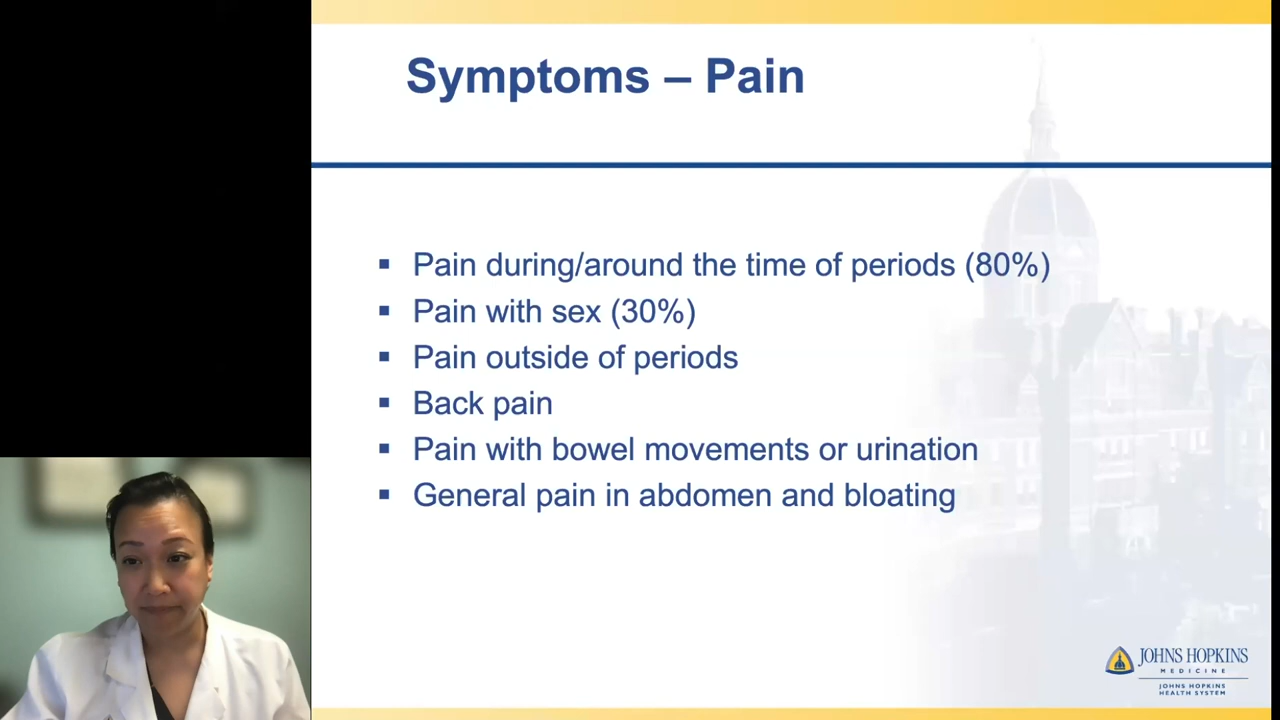 Symptoms – Pain
▪ Pain during/around the time of periods (80%)
▪ Pain with sex (30%)
▪ Pain outside of periods
▪ Back pain
▪ Pain with bowel movements or urination
▪ General pain in abdomen and bloating
JOHNS HOPKINS
MEDICINE
JOHNS HOPKINS
HEALTH SYSTEM